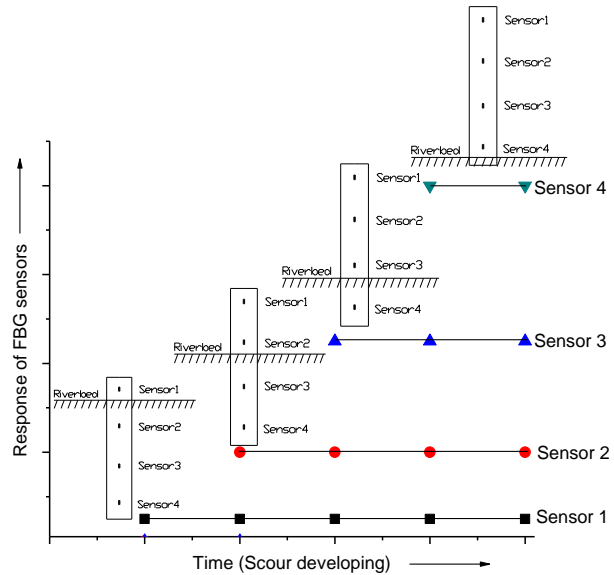 Sensor1
Sensor2
Sensor3
Riverbed
Sensor4
Sensor 4
Sensor1
Sensor2
Sensor3
Riverbed
Sensor4
Sensor 3
Sensor1
Riverbed
Sensor2
Sensor3
Sensor4
Sensor 2
Riverbed
Sensor1
Sensor2
Sensor3
Sensor4
Sensor 1
Response of FBG sensors
Time (Scour developing)